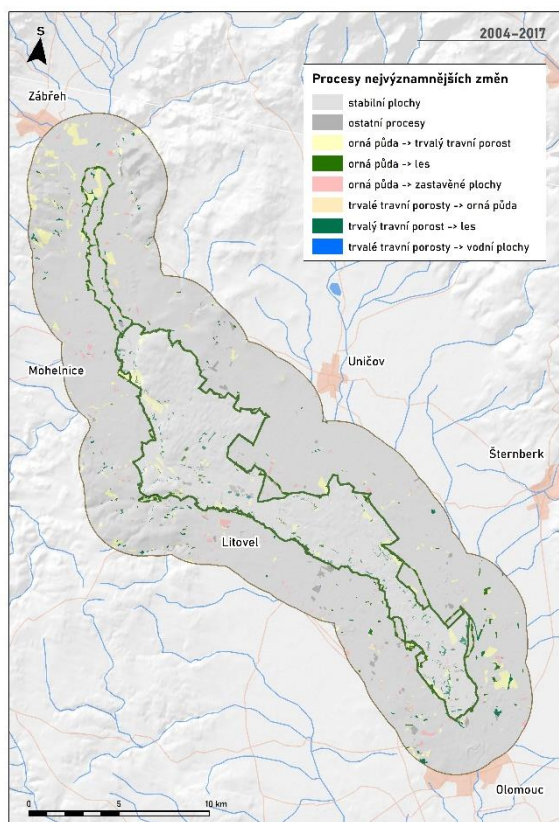 2004–2017
S
Zábřeh
Procesy nejvýznamnějších změn
stabilní plochy
ostatní procesy
orná půda -> trvalý travní porost
orná půda -> les
orná půda -> zastavěné plochy
trvalé travní porosty -> orná půda
trvalý travní porost -> les
trvalé travní porosty -> vodní plochy
Mohelnice
Uničov
Šternberk
Litovel
Olomouc
0 5 10 km